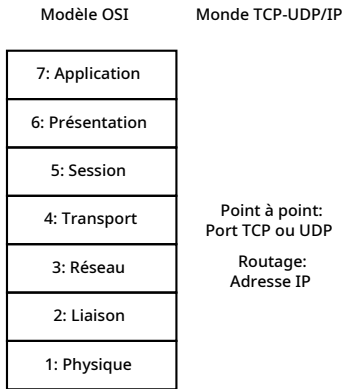 Modèle OSI
Monde TCP-UDP/IP
7: Application
6: Présentation
5: Session
4: Transport
Point à point:
Port TCP ou UDP
3: Réseau
Routage:
Adresse IP
2: Liaison
1: Physique